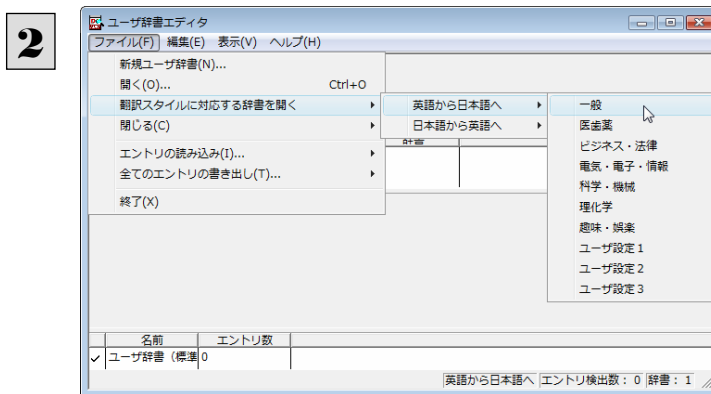 2
ユーザ辞書エディタ
ファイル(F) 編集(E) 表示(V) ヘルプ(H)
新規ユーザ辞書(N)...
開く(O)... Ctrl+O
翻訳スタイルに対応する辞書を開く
閉じる(C)
エントリの読み込み(I)...
全てのエントリの書き出し(T)...
終了(X)
英語から日本語へ
日本語から英語へ
一般
医歯薬
ビジネス・法律
電気・電子・情報
科学・機械
理化学
趣味・娯楽
ユーザ設定1
ユーザ設定2
ユーザ設定3
名前 エントリ数
ユーザ辞書（標準 0
英語から日本語へ エントリ検出数： 0 辞書： 1